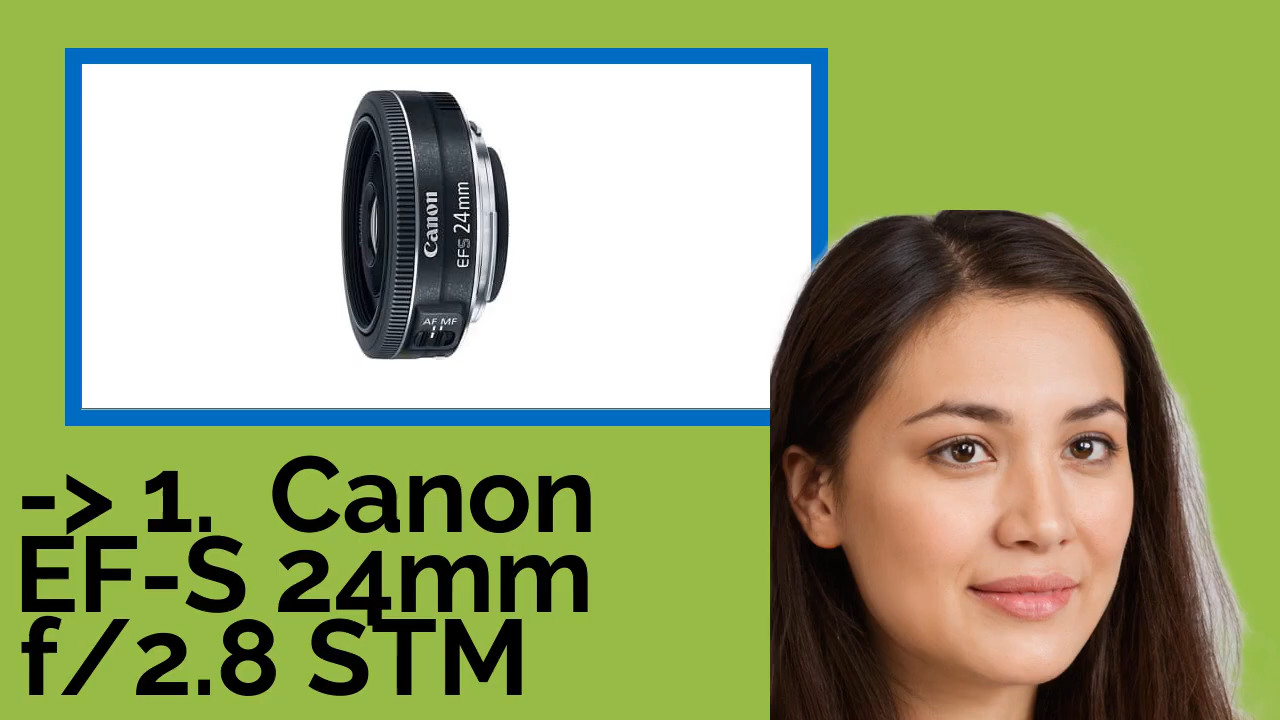 Canon
EFS 24mm
AF MF
-> 1. Canon
EF-S 24mm
f/2.8 STM